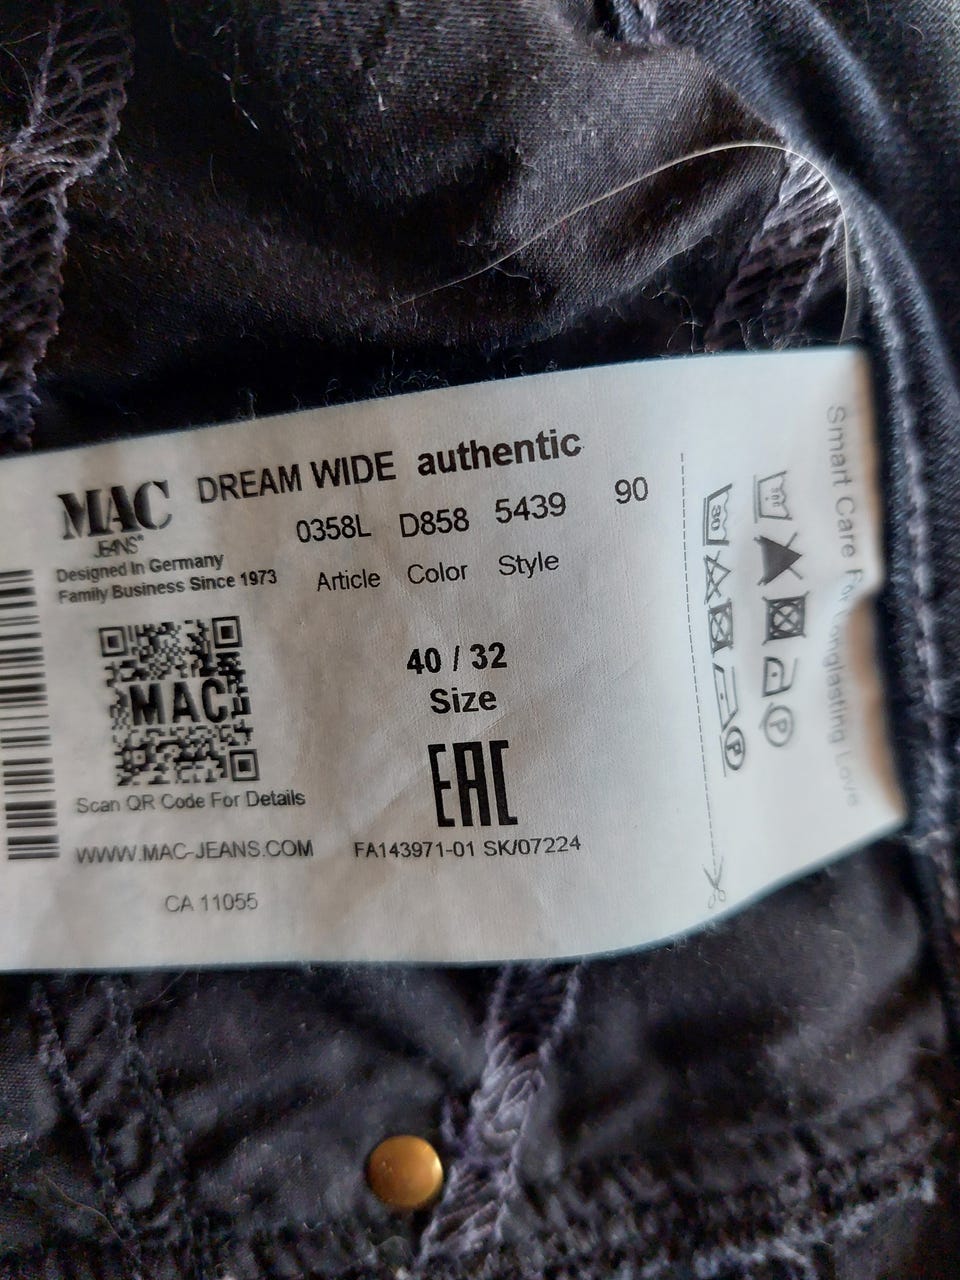 MAC
JEANS®
DREAM WIDE authentic
0358L D858 5439 90
Article Color Style
Designed In Germany
Family Business Since 1973
MAC
40 / 32
Size
EAC
Scan QR Code For Details
WWW.MAC-JEANS.COM
FA143971-01 SK/07224
CA 11055
30
P
P
Smart Care For Longlasting Love